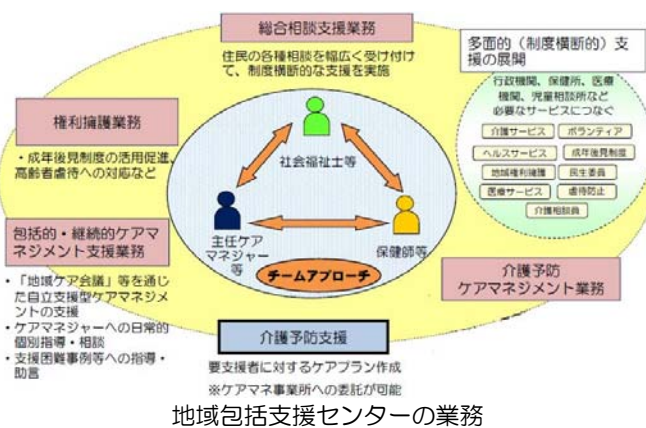 総合相談支援業務
住民の各種相談を幅広く受け付け
て、制度横断的な支援を実施
多面的(制度横断的)支
援の展開
行政機関、保健所、医療
機関、児童相談所など
必要なサービスにつなぐ
介護サービス
ボランティア
ヘルスサービス
成年後見制度
地域権利擁護
民生委員
医療サービス
虐待防止
介護相談員
権利擁護業務
・成年後見制度の活用促進、
高齢者虐待への対応など
社会福祉士等
主任ケア
マネジャー
等
保健師等
チームアプローチ
包括的・継続的ケアマ
ネジメント支援業務
・「地域ケア会議」等を通じ
た自立支援型ケアマネジメ
ントの支援
・ケアマネジャーへの日常的
個別指導・相談
・支援困難事例等への指導・
助言
介護予防
ケアマネジメント業務
介護予防支援
要支援者に対するケアプラン作成
※ケアマネ事業所への委託が可能
地域包括支援センターの業務